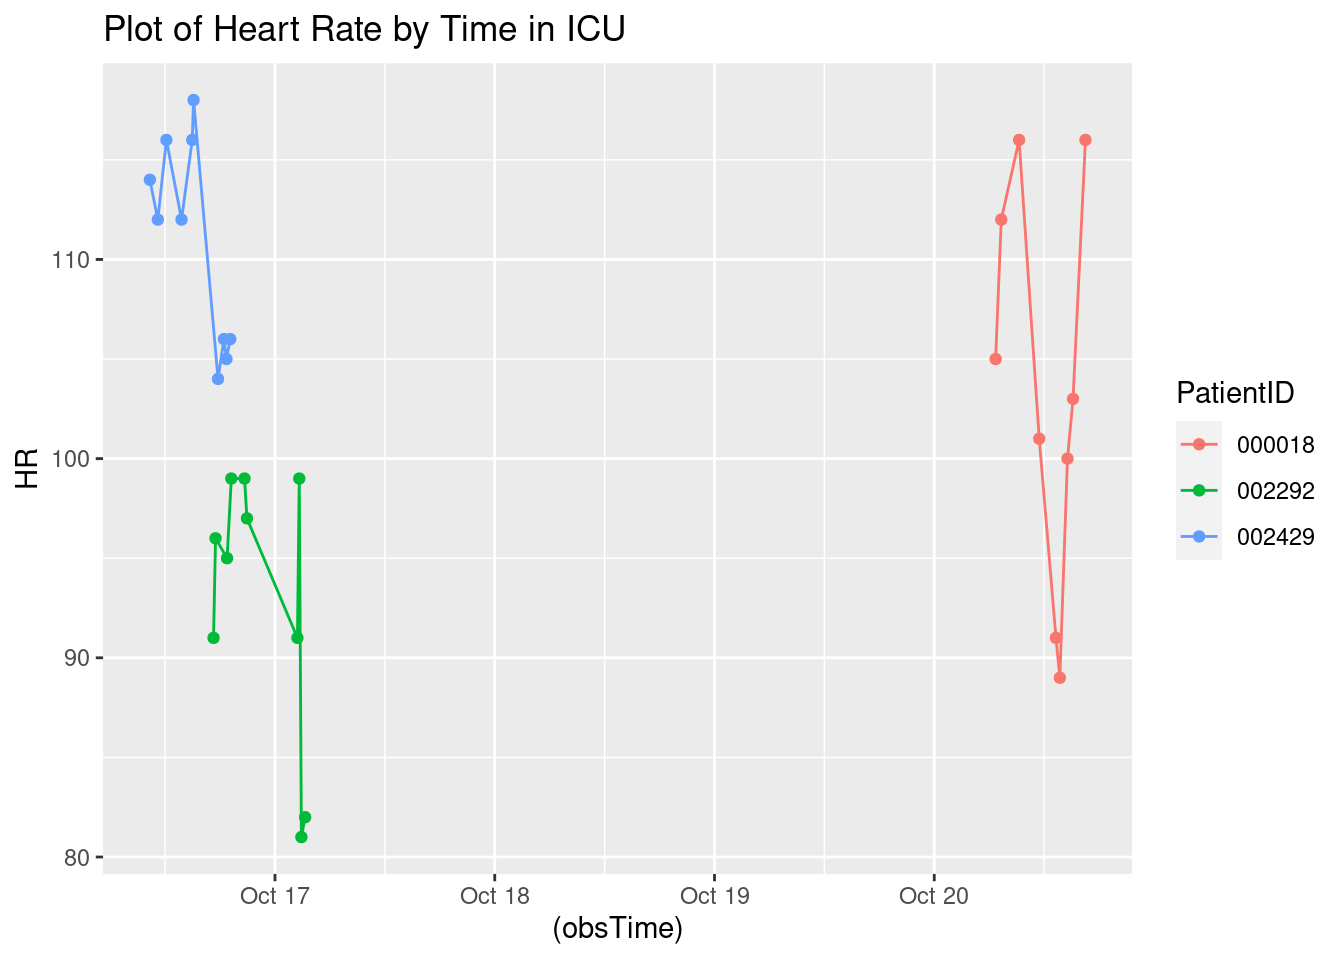 Plot of Heart Rate by Time in ICU
HR
110
100
90
80
Oct 17
Oct 18
Oct 19
Oct 20
(obsTime)
PatientID
000018
002292
002429